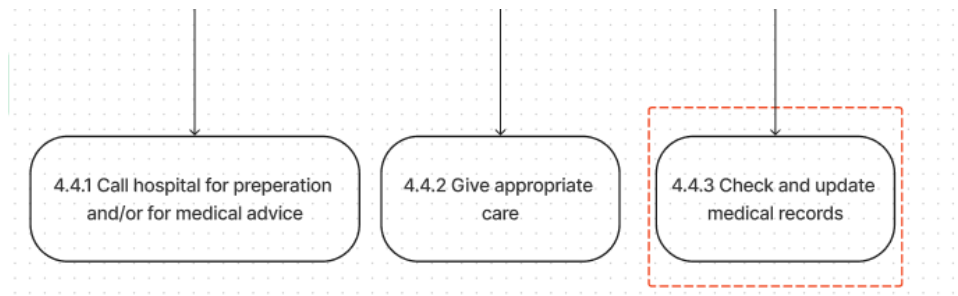 4.4.1 Call hospital for preperation
and/or for medical advice
4.4.2 Give appropriate
care
4.4.3 Check and update
medical records